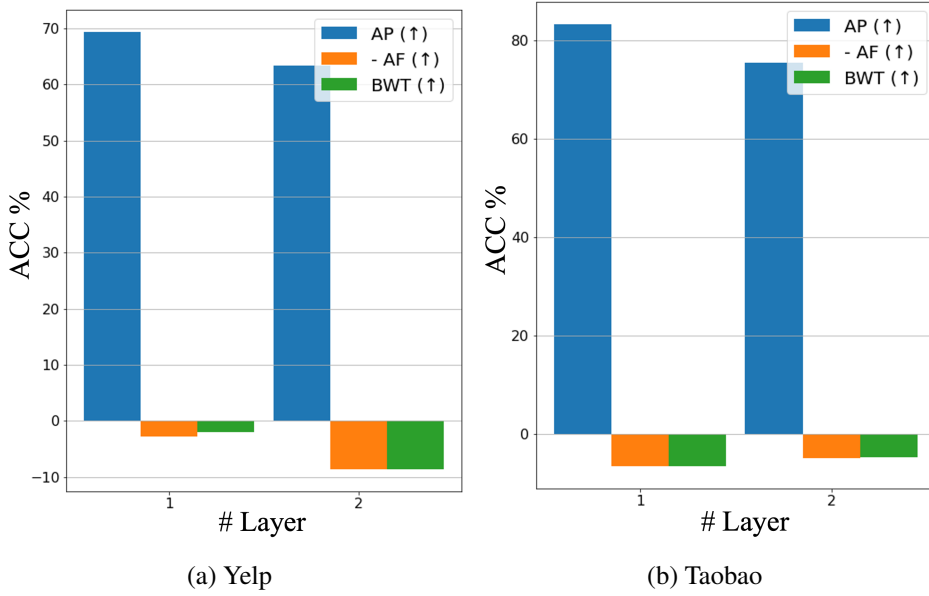 ACC %
70
60
50
40
30
20
10
0
−10
AP (↑)
- AF (↑)
BWT (↑)
1
2
# Layer
(a) Yelp
ACC %
80
60
40
20
0
AP (↑)
- AF (↑)
BWT (↑)
1
2
# Layer
(b) Taobao